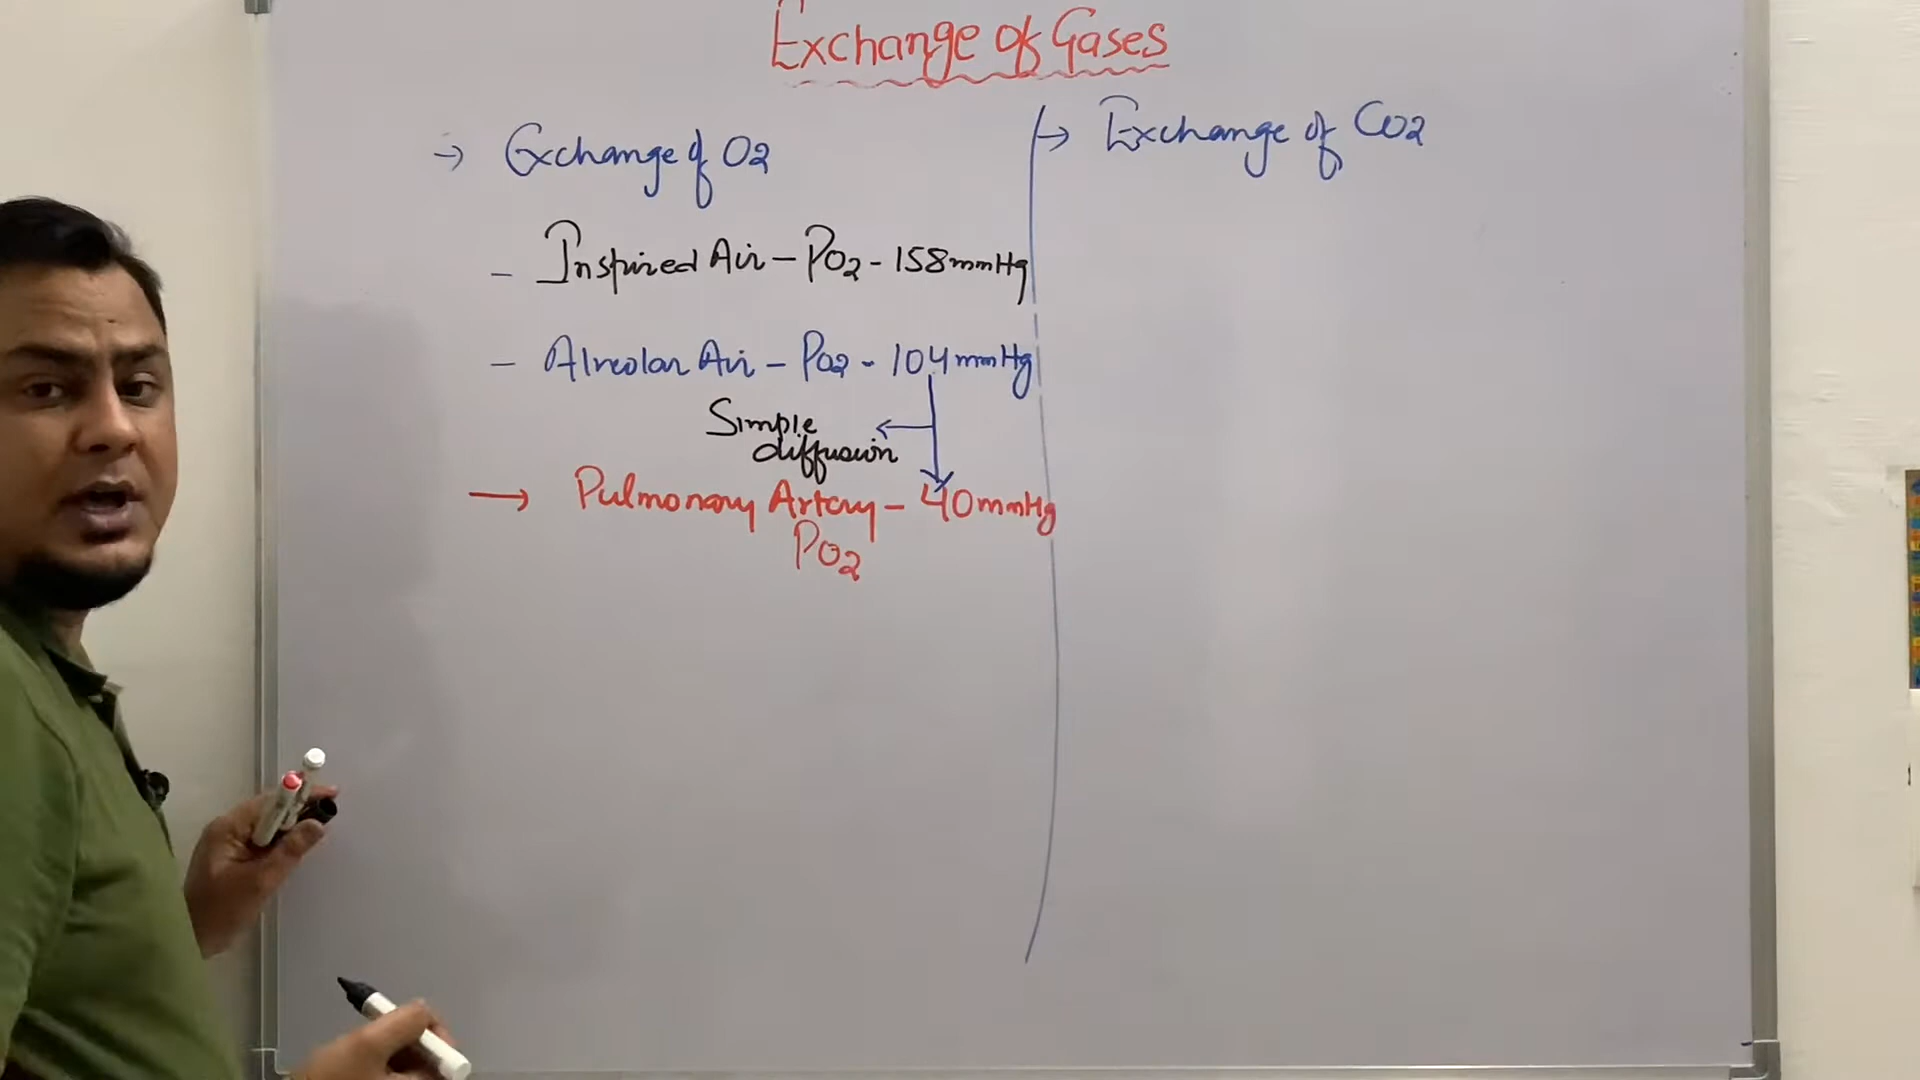 Exchange of Gases
→ Exchange of O2
- Inspired Air - PO2 - 158mmHg
- Alveolar Air - PO2 - 104mmHg
Simple
diffusion
→ Pulmonary Artery - 40mmHg
PO2
→ Exchange of CO2